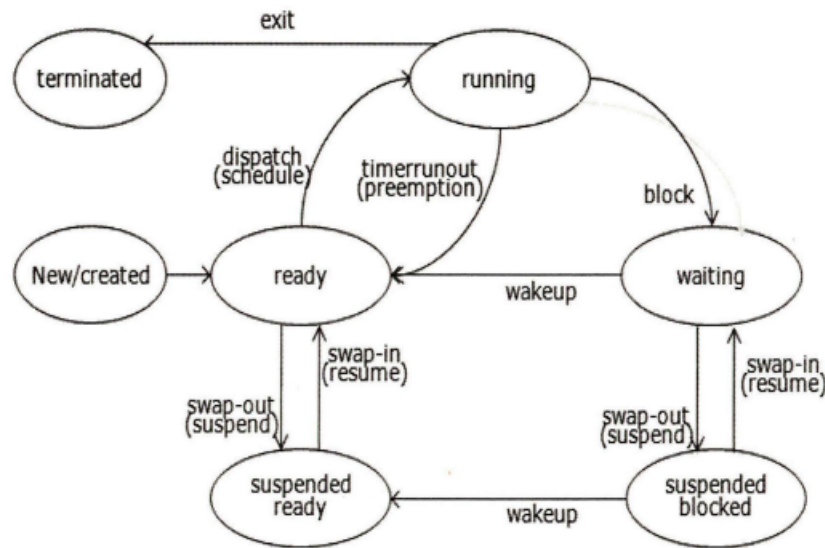 exit
terminated
running
dispatch
(schedule)
timerrunout
(preemption)
block
New/created
ready
wakeup
waiting
swap-in
(resume)
swap-out
(suspend)
swap-in
(resume)
swap-out
(suspend)
suspended
ready
wakeup
suspended
blocked